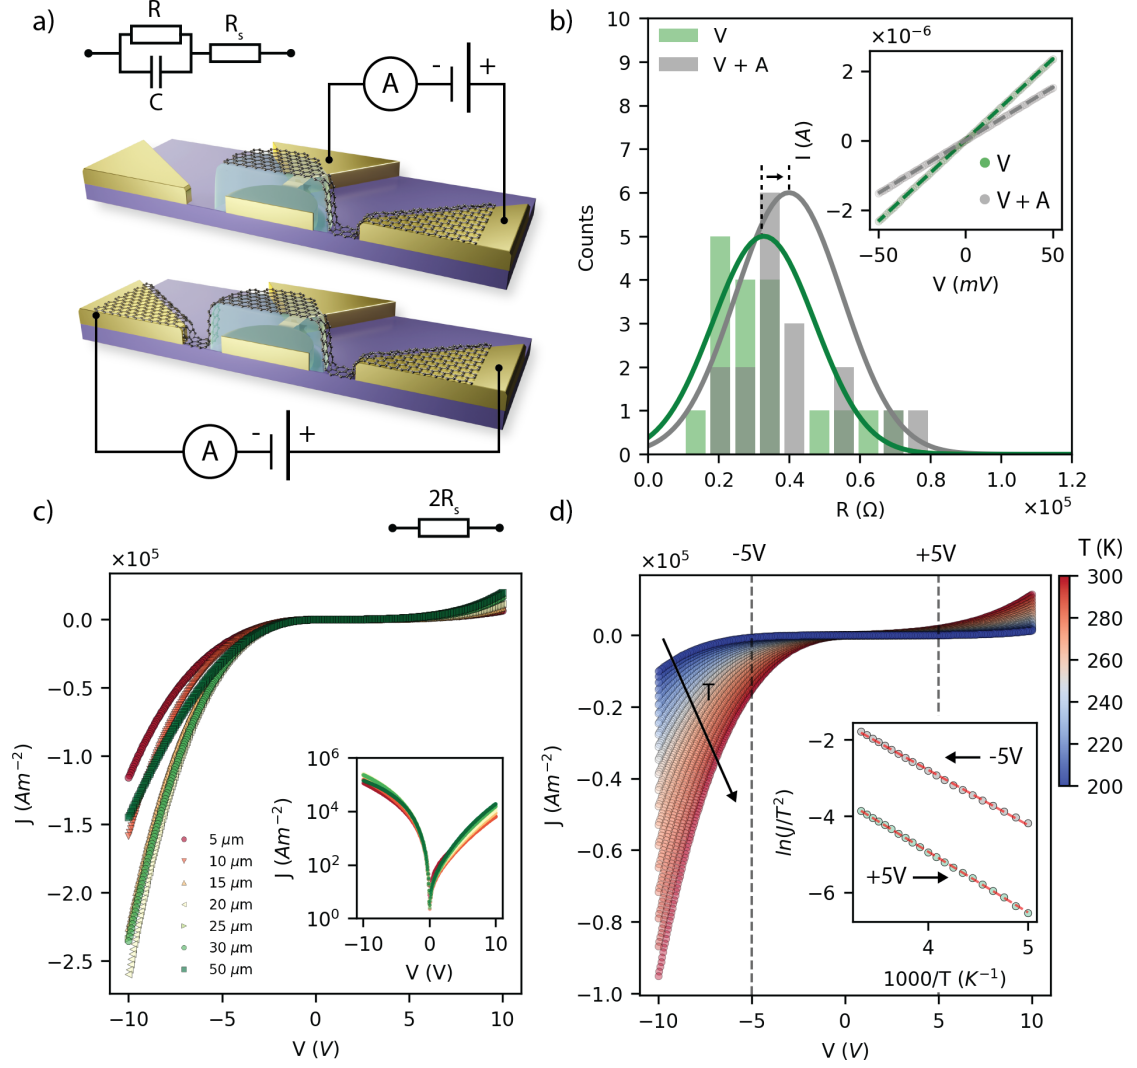 a)
R
R_s
C
A
-
+
A
-
+
b)
V
V + A
Counts
10
9
8
7
6
5
4
3
2
1
0
0.0 0.2 0.4 0.6 0.8 1.0 1.2
×10^5
R (Ω)
×10^−6
I (A)
2
0
−2
V
V + A
−50 0 50
V (mV)
c)
2R_s
×10^5
J (Am^−2)
0.0
−0.5
−1.0
−1.5
−2.0
−2.5
5 μm
10 μm
15 μm
20 μm
25 μm
30 μm
50 μm
−10 −5 0 5 10
V (V)
J (Am^−2)
10^6
10^4
10^2
10^0
−10 0 10
V (V)
d)
-5V
+5V
T (K)
×10^5
J (Am^−2)
0.0
−0.2
−0.4
−0.6
−0.8
−1.0
T
−10 −5 0 5 10
V (V)
ln(J/T^2)
−2
−4
−6
-5V
+5V
4 5
1000/T (K^−1)
300
280
260
240
220
200